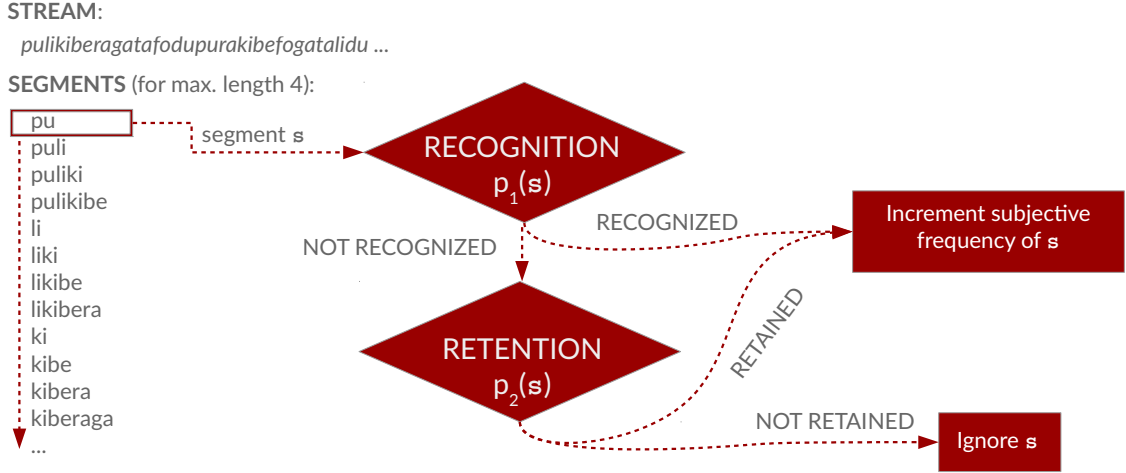 STREAM:
pulikiberagatafodupurakibefogatalidu ...
SEGMENTS (for max. length 4):
pu
puli
puliki
pulikibe
li
liki
likibe
likibera
ki
kibe
kibera
kiberaga
...
segment s
RECOGNITION
p1(s)
RECOGNIZED
NOT RECOGNIZED
Increment subjective
frequency of s
RETENTION
p2(s)
RETAINED
NOT RETAINED
Ignore s